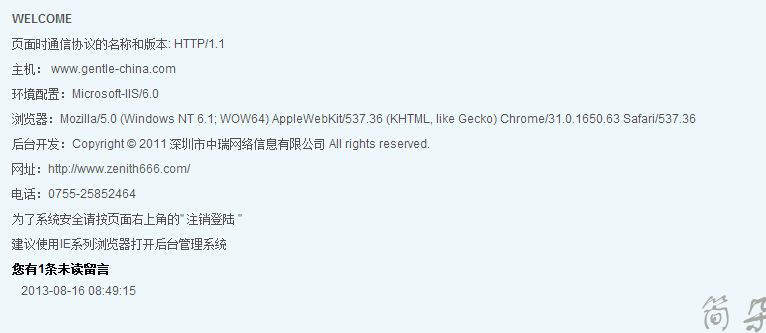 WELCOME
页面时通信协议的名称和版本: HTTP/1.1
主机： www.gentle-china.com
环境配置：Microsoft-IIS/6.0
浏览器：Mozilla/5.0 (Windows NT 6.1; WOW64) AppleWebKit/537.36 (KHTML, like Gecko) Chrome/31.0.1650.63 Safari/537.36
后台开发：Copyright © 2011 深圳市中瑞网络信息有限公司 All rights reserved.
网址：http://www.zenith666.com/
电话：0755-25852464
为了系统安全请按页面右上角的" 注销登陆 "
建议使用IE系列浏览器打开后台管理系统
您有1条未读留言
2013-08-16 08:49:15
简朵